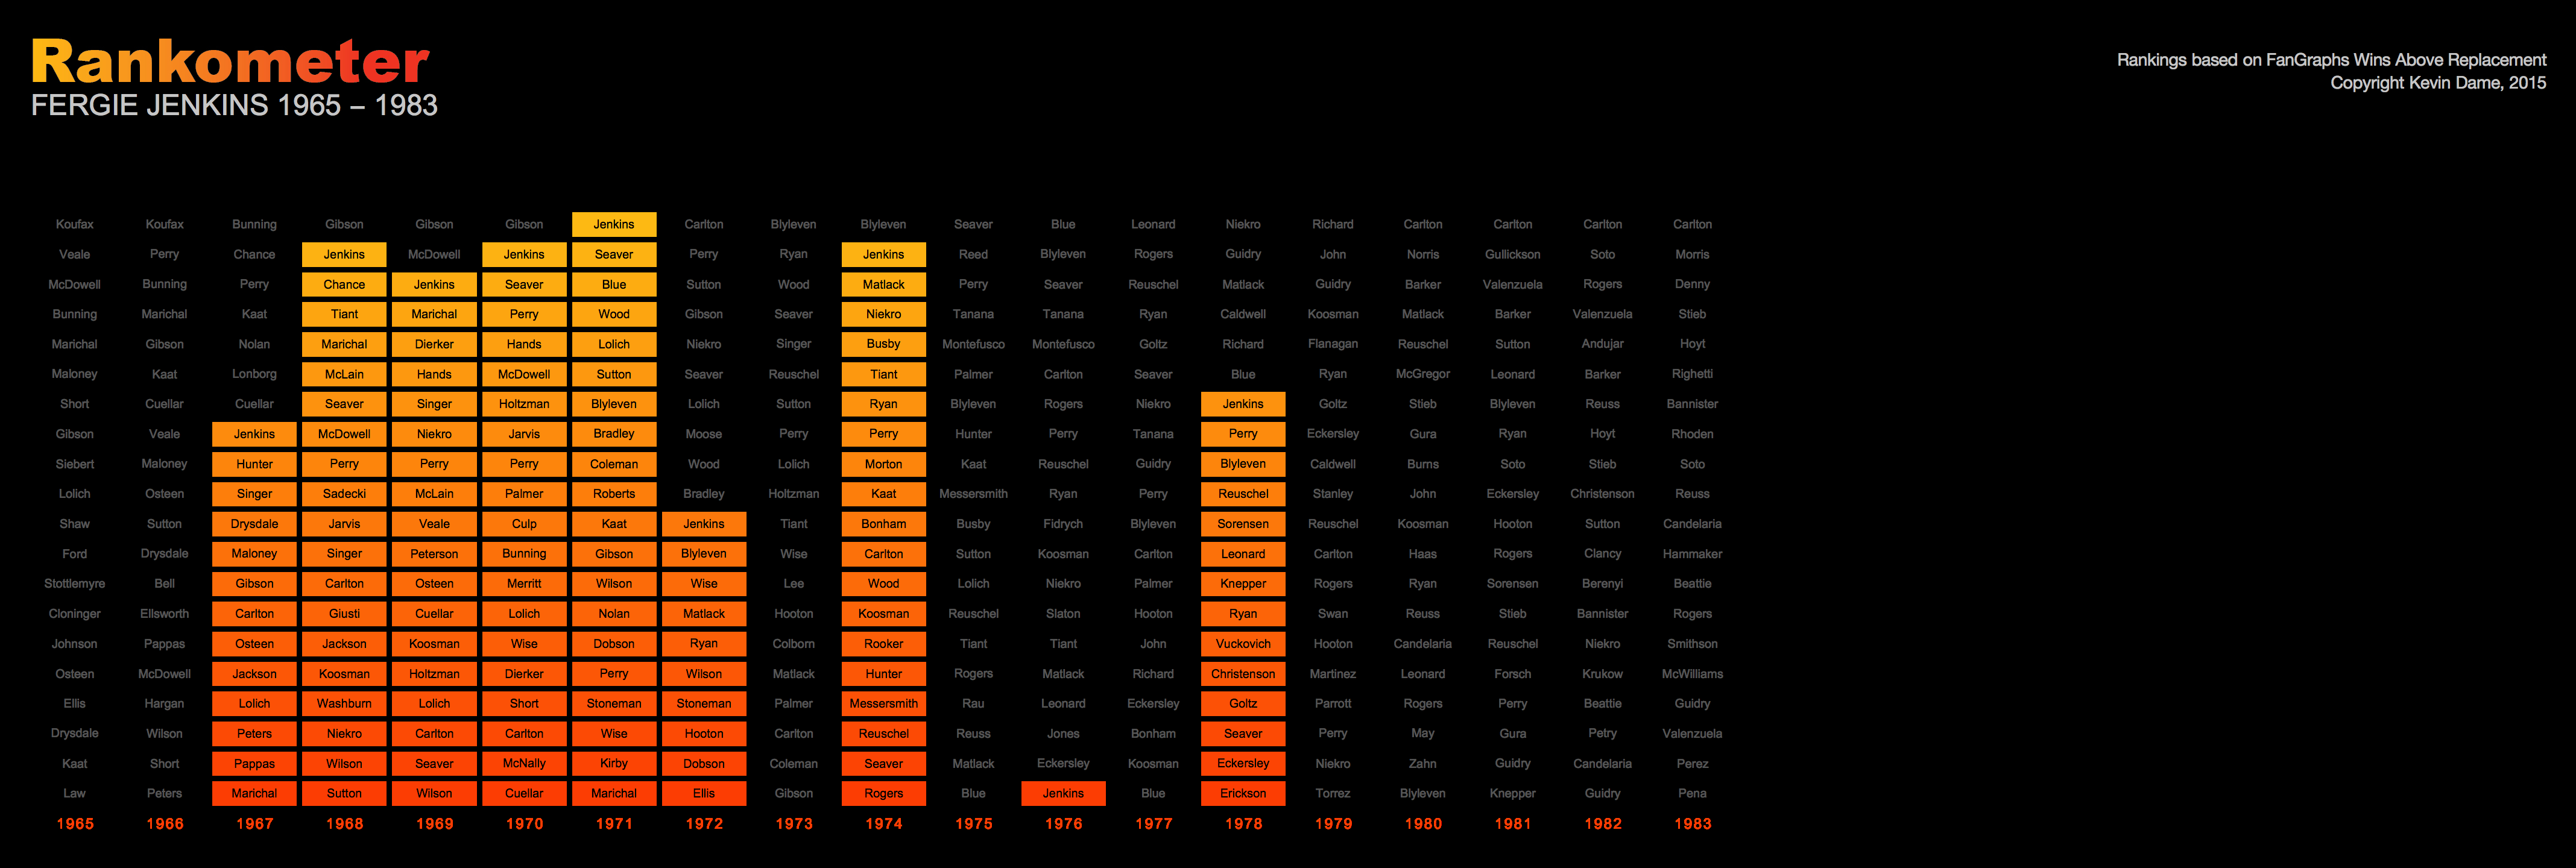 Rankometer
FERGIE JENKINS 1965 – 1983
Rankings based on FanGraphs Wins Above Replacement
Copyright Kevin Dame, 2015
Koufax Koufax Bunning Gibson Gibson Gibson Jenkins Carlton Blyleven Blyleven Seaver Blue Leonard Niekro Richard Carlton Carlton Carlton Carlton
Veale Perry Chance Jenkins McDowell Jenkins Seaver Perry Ryan Jenkins Reed Blyleven Rogers Guidry John Norris Gullickson Soto Morris
McDowell Bunning Perry Chance Jenkins Seaver Blue Sutton Wood Matlack Perry Seaver Reuschel Matlack Guidry Barker Valenzuela Rogers Denny
Bunning Marichal Kaat Tiant Marichal Perry Wood Gibson Seaver Niekro Tanana Tanana Ryan Caldwell Koosman Matlack Barker Valenzuela Stieb
Marichal Gibson Nolan Marichal Dierker Hands Lolich Niekro Singer Busby Montefusco Montefusco Goltz Richard Flanagan Reuschel Sutton Andujar Hoyt
Maloney Kaat Lonborg McLain Hands McDowell Sutton Seaver Reuschel Tiant Palmer Carlton Seaver Blue Ryan McGregor Leonard Barker Righetti
Short Cuellar Cuellar Seaver Singer Holtzman Blyleven Lolich Sutton Ryan Blyleven Rogers Niekro Jenkins Goltz Stieb Blyleven Reuss Bannister
Gibson Veale Jenkins McDowell Niekro Jarvis Bradley Moose Perry Perry Hunter Perry Tanana Perry Eckersley Gura Ryan Hoyt Rhoden
Siebert Maloney Hunter Perry Perry Perry Coleman Wood Lolich Morton Kaat Reuschel Guidry Blyleven Caldwell Burns Soto Stieb Soto
Lolich Osteen Singer Sadecki McLain Palmer Roberts Bradley Holtzman Kaat Messersmith Ryan Perry Reuschel Stanley John Eckersley Christenson Reuss
Shaw Sutton Drysdale Jarvis Veale Culp Kaat Jenkins Tiant Bonham Busby Fidrych Blyleven Sorensen Reuschel Koosman Hooton Sutton Candelaria
Ford Drysdale Maloney Singer Peterson Bunning Gibson Blyleven Wise Carlton Sutton Koosman Carlton Leonard Carlton Haas Rogers Clancy Hammaker
Stottlemyre Bell Gibson Carlton Osteen Merritt Wilson Wise Lee Wood Lolich Niekro Palmer Knepper Rogers Ryan Sorensen Berenyi Beattie
Cloninger Ellsworth Carlton Giusti Cuellar Lolich Nolan Matlack Hooton Koosman Reuschel Slaton Hooton Ryan Swan Reuss Stieb Bannister Rogers
Johnson Pappas Osteen Jackson Koosman Wise Dobson Ryan Colborn Rooker Tiant Tiant John Vuckovich Hooton Candelaria Reuschel Niekro Smithson
Osteen McDowell Jackson Koosman Holtzman Dierker Perry Wilson Matlack Hunter Rogers Matlack Richard Christenson Martinez Leonard Forsch Krukow McWilliams
Ellis Hargan Lolich Washburn Lolich Short Stoneman Stoneman Palmer Messersmith Rau Leonard Eckersley Goltz Parrott Rogers Perry Beattie Guidry
Drysdale Wilson Peters Niekro Carlton Carlton Wise Hooton Carlton Reuschel Reuss Jones Bonham Seaver Perry May Gura Petry Valenzuela
Kaat Short Pappas Wilson Seaver McNally Kirby Dobson Coleman Seaver Matlack Eckersley Koosman Eckersley Niekro Zahn Guidry Candelaria Perez
Law Peters Marichal Sutton Wilson Cuellar Marichal Ellis Gibson Rogers Blue Jenkins Blue Erickson Torrez Blyleven Knepper Guidry Pena
1965 1966 1967 1968 1969 1970 1971 1972 1973 1974 1975 1976 1977 1978 1979 1980 1981 1982 1983